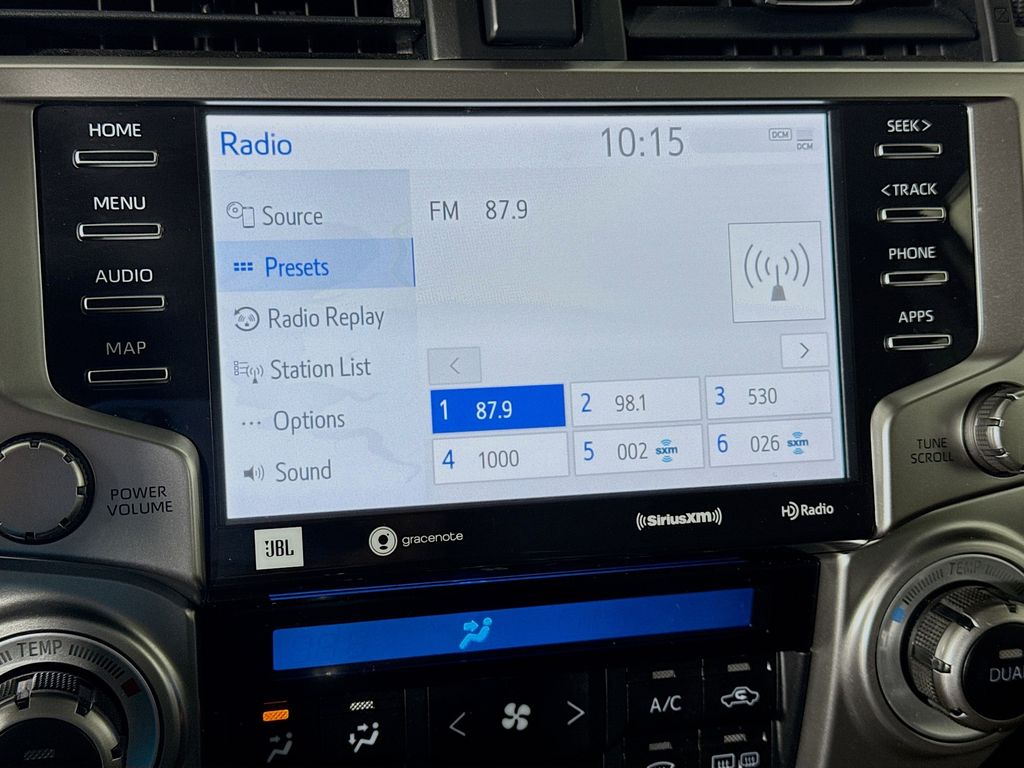 HOME
MENU
AUDIO
MAP
POWER
VOLUME
Radio
10:15
DCM
DCM
Source
Presets
Radio Replay
Station List
Options
Sound
FM 87.9
<
>
1 87.9
2 98.1
3 530
4 1000
5 002 sxm
6 026 sxm
SEEK>
<TRACK
PHONE
APPS
TUNE
SCROLL
JBL
gracenote
SiriusXM
HD Radio
TEMP
TEMP
DUAL
< >
A/C